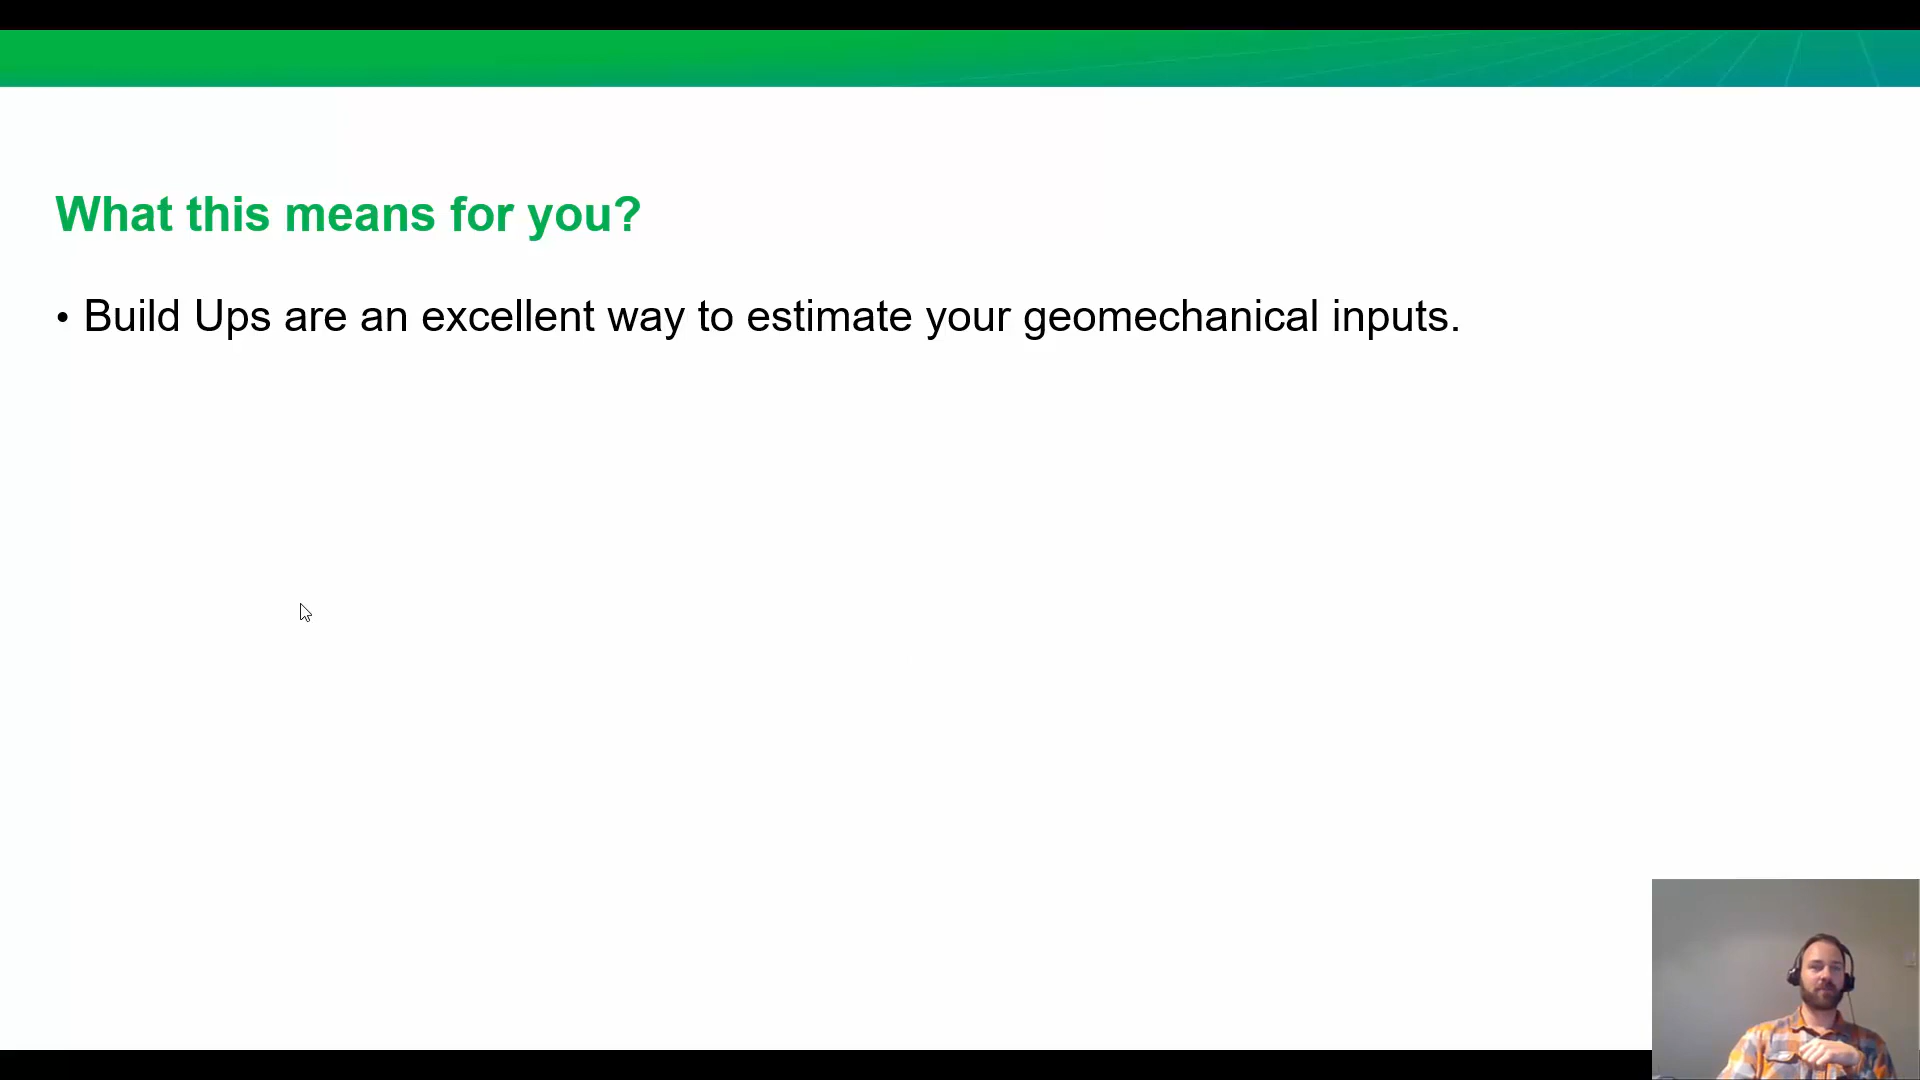 What this means for you?
• Build Ups are an excellent way to estimate your geomechanical inputs.